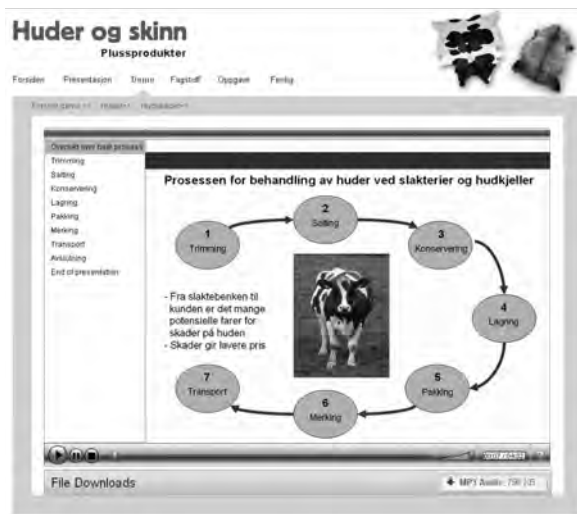 Huder og skinn
Plussprodukter
Forsiden Presentasjon Demo Fagstoff Oppgave Ferdig
Oversikt over hele prosess
Trimming
Salting
Konservering
Lagring
Pakking
Merking
Transport
Avslutning
End of presentation
Prosessen for behandling av huder ved slakterier og hudkjeller
1
Trimming
2
Salting
3
Konservering
4
Lagring
5
Pakking
6
Merking
7
Transport
- Fra slaktebenken til
kunden er det mange
potensielle farer for
skader på huden
- Skader gir lavere pris
File Downloads
MP3 Audio: